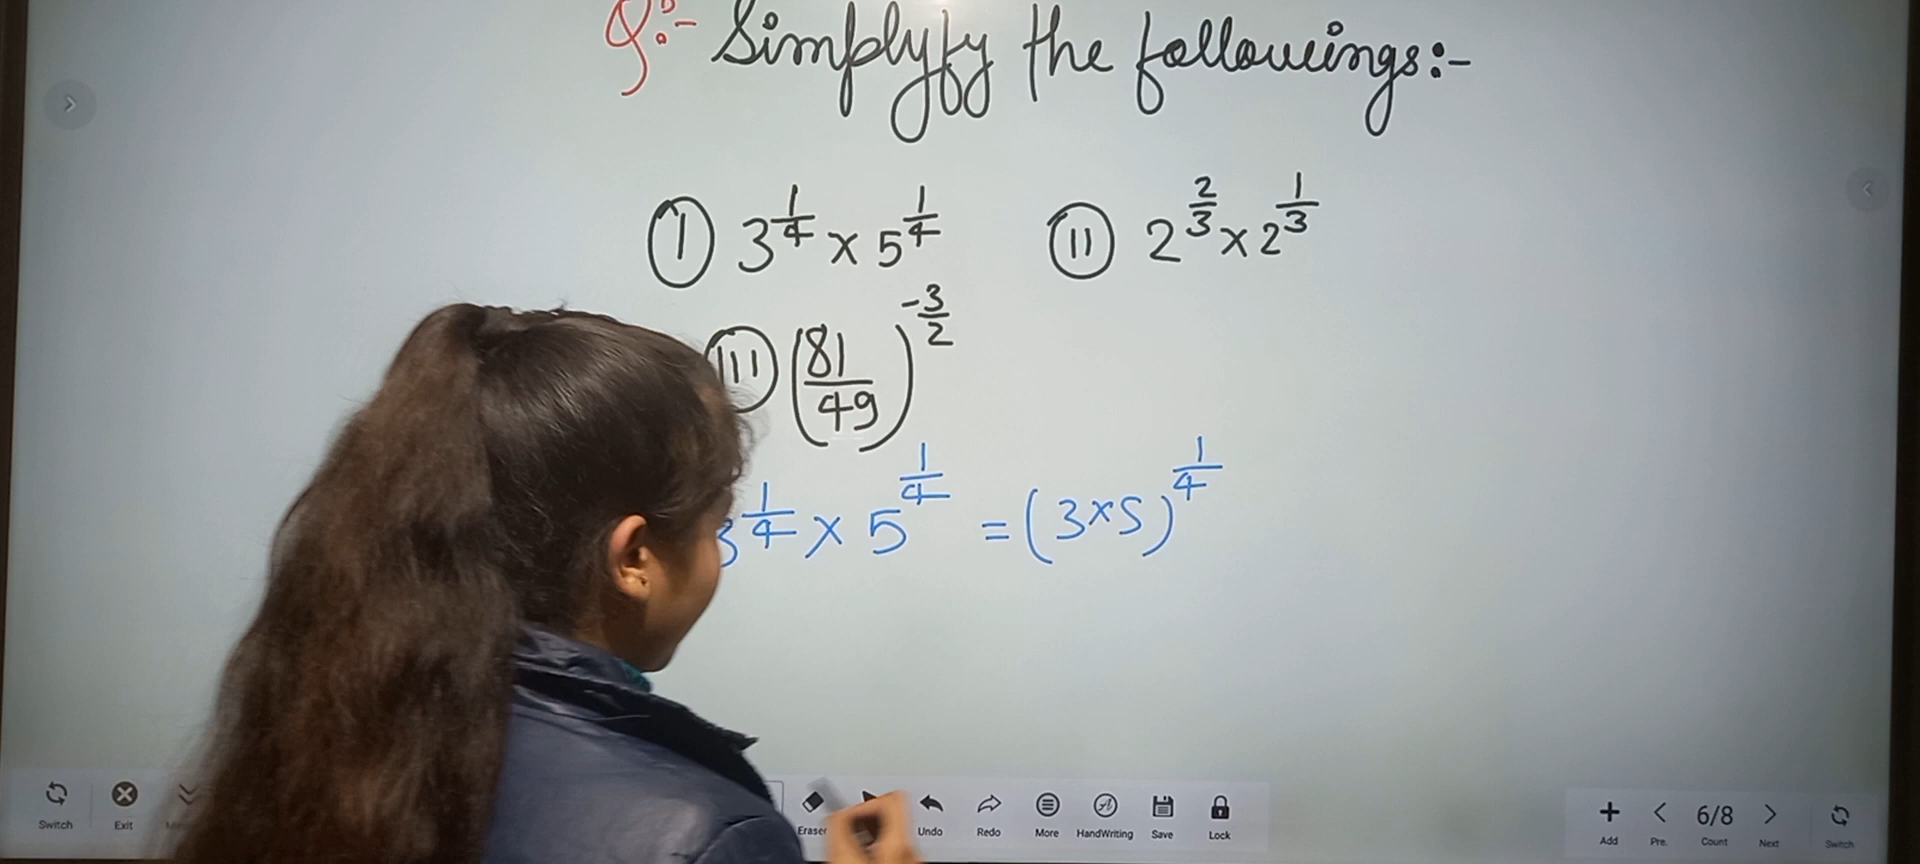 Q:- Simplyfy the followings:-
(I) 3^(1/4) × 5^(1/4) (II) 2^(2/3) × 2^(1/3)
(III) (81/49)^(-3/2)
3^(1/4) × 5^(1/4) = (3×5)^(1/4)
Switch Exit Eraser Undo Redo More HandWriting Save Lock Add Pre. 6/8 Count Next Switch